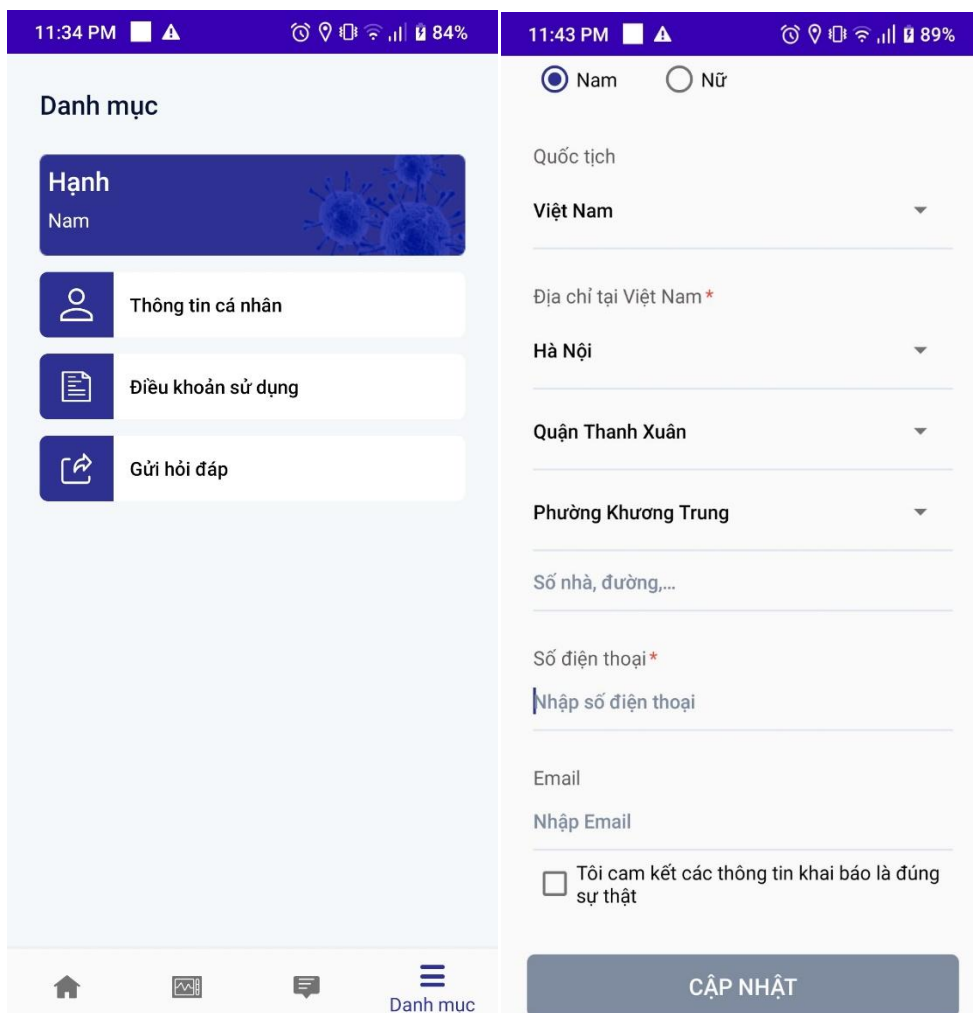 11:34 PM 84%
Danh mục
Hạnh
Nam
Thông tin cá nhân
Điều khoản sử dụng
Gửi hỏi đáp
Danh mục
11:43 PM 89%
Nam Nữ
Quốc tịch
Việt Nam
Địa chỉ tại Việt Nam *
Hà Nội
Quận Thanh Xuân
Phường Khương Trung
Số nhà, đường,...
Số điện thoại *
Nhập số điện thoại
Email
Nhập Email
Tôi cam kết các thông tin khai báo là đúng
sự thật
CẬP NHẬT